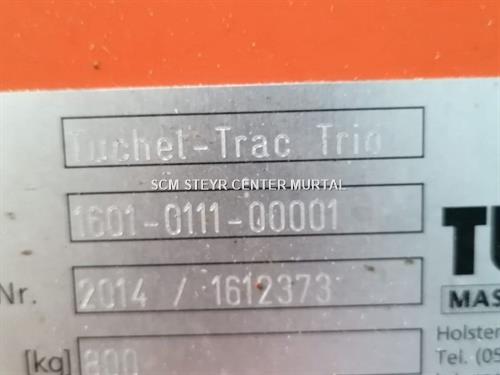 Tuchel-Trac Trio
SCM STEYR CENTER MURTAL
1601-0111-00001
Nr. 2014 / 1612373
TU
MAS
Holster
Tel. (05
[kg] 800